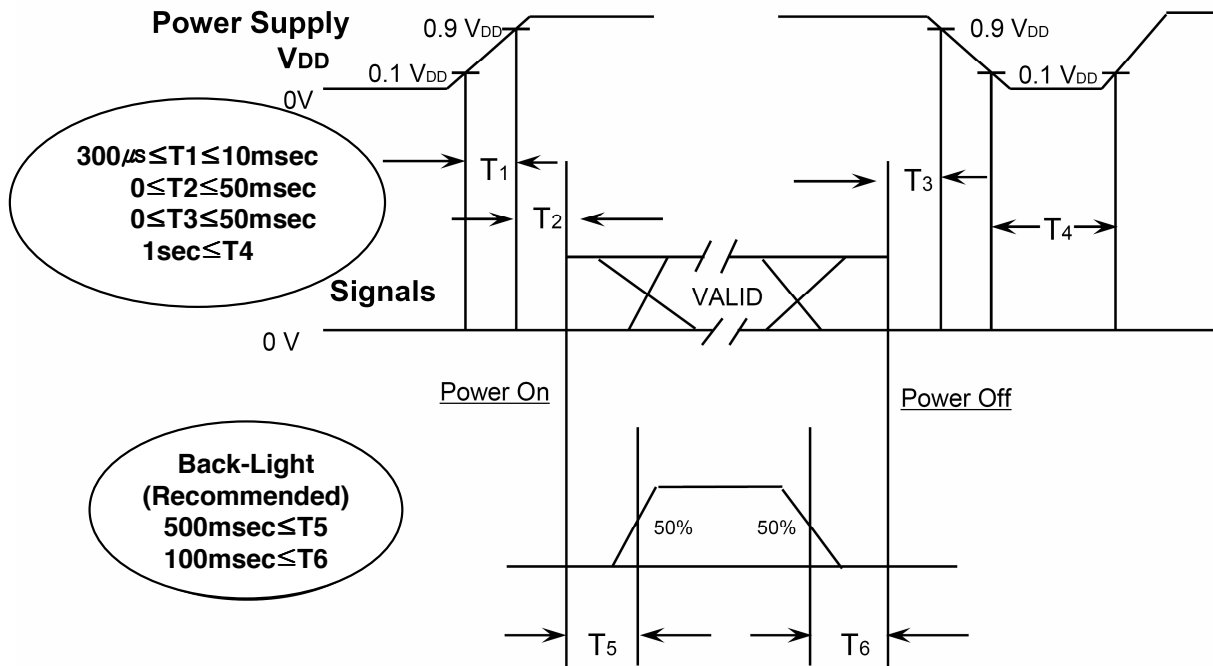 Power Supply
VDD
0.9 VDD
0.9 VDD
0.1 VDD
0.1 VDD
0V
300㎲≤T1≤10msec
0≤T2≤50msec
0≤T3≤50msec
1sec≤T4
T1
T2
T3
T4
Signals
VALID
0 V
Power On
Power Off
Back-Light
(Recommended)
500msec≤T5
100msec≤T6
50%
50%
T5
T6